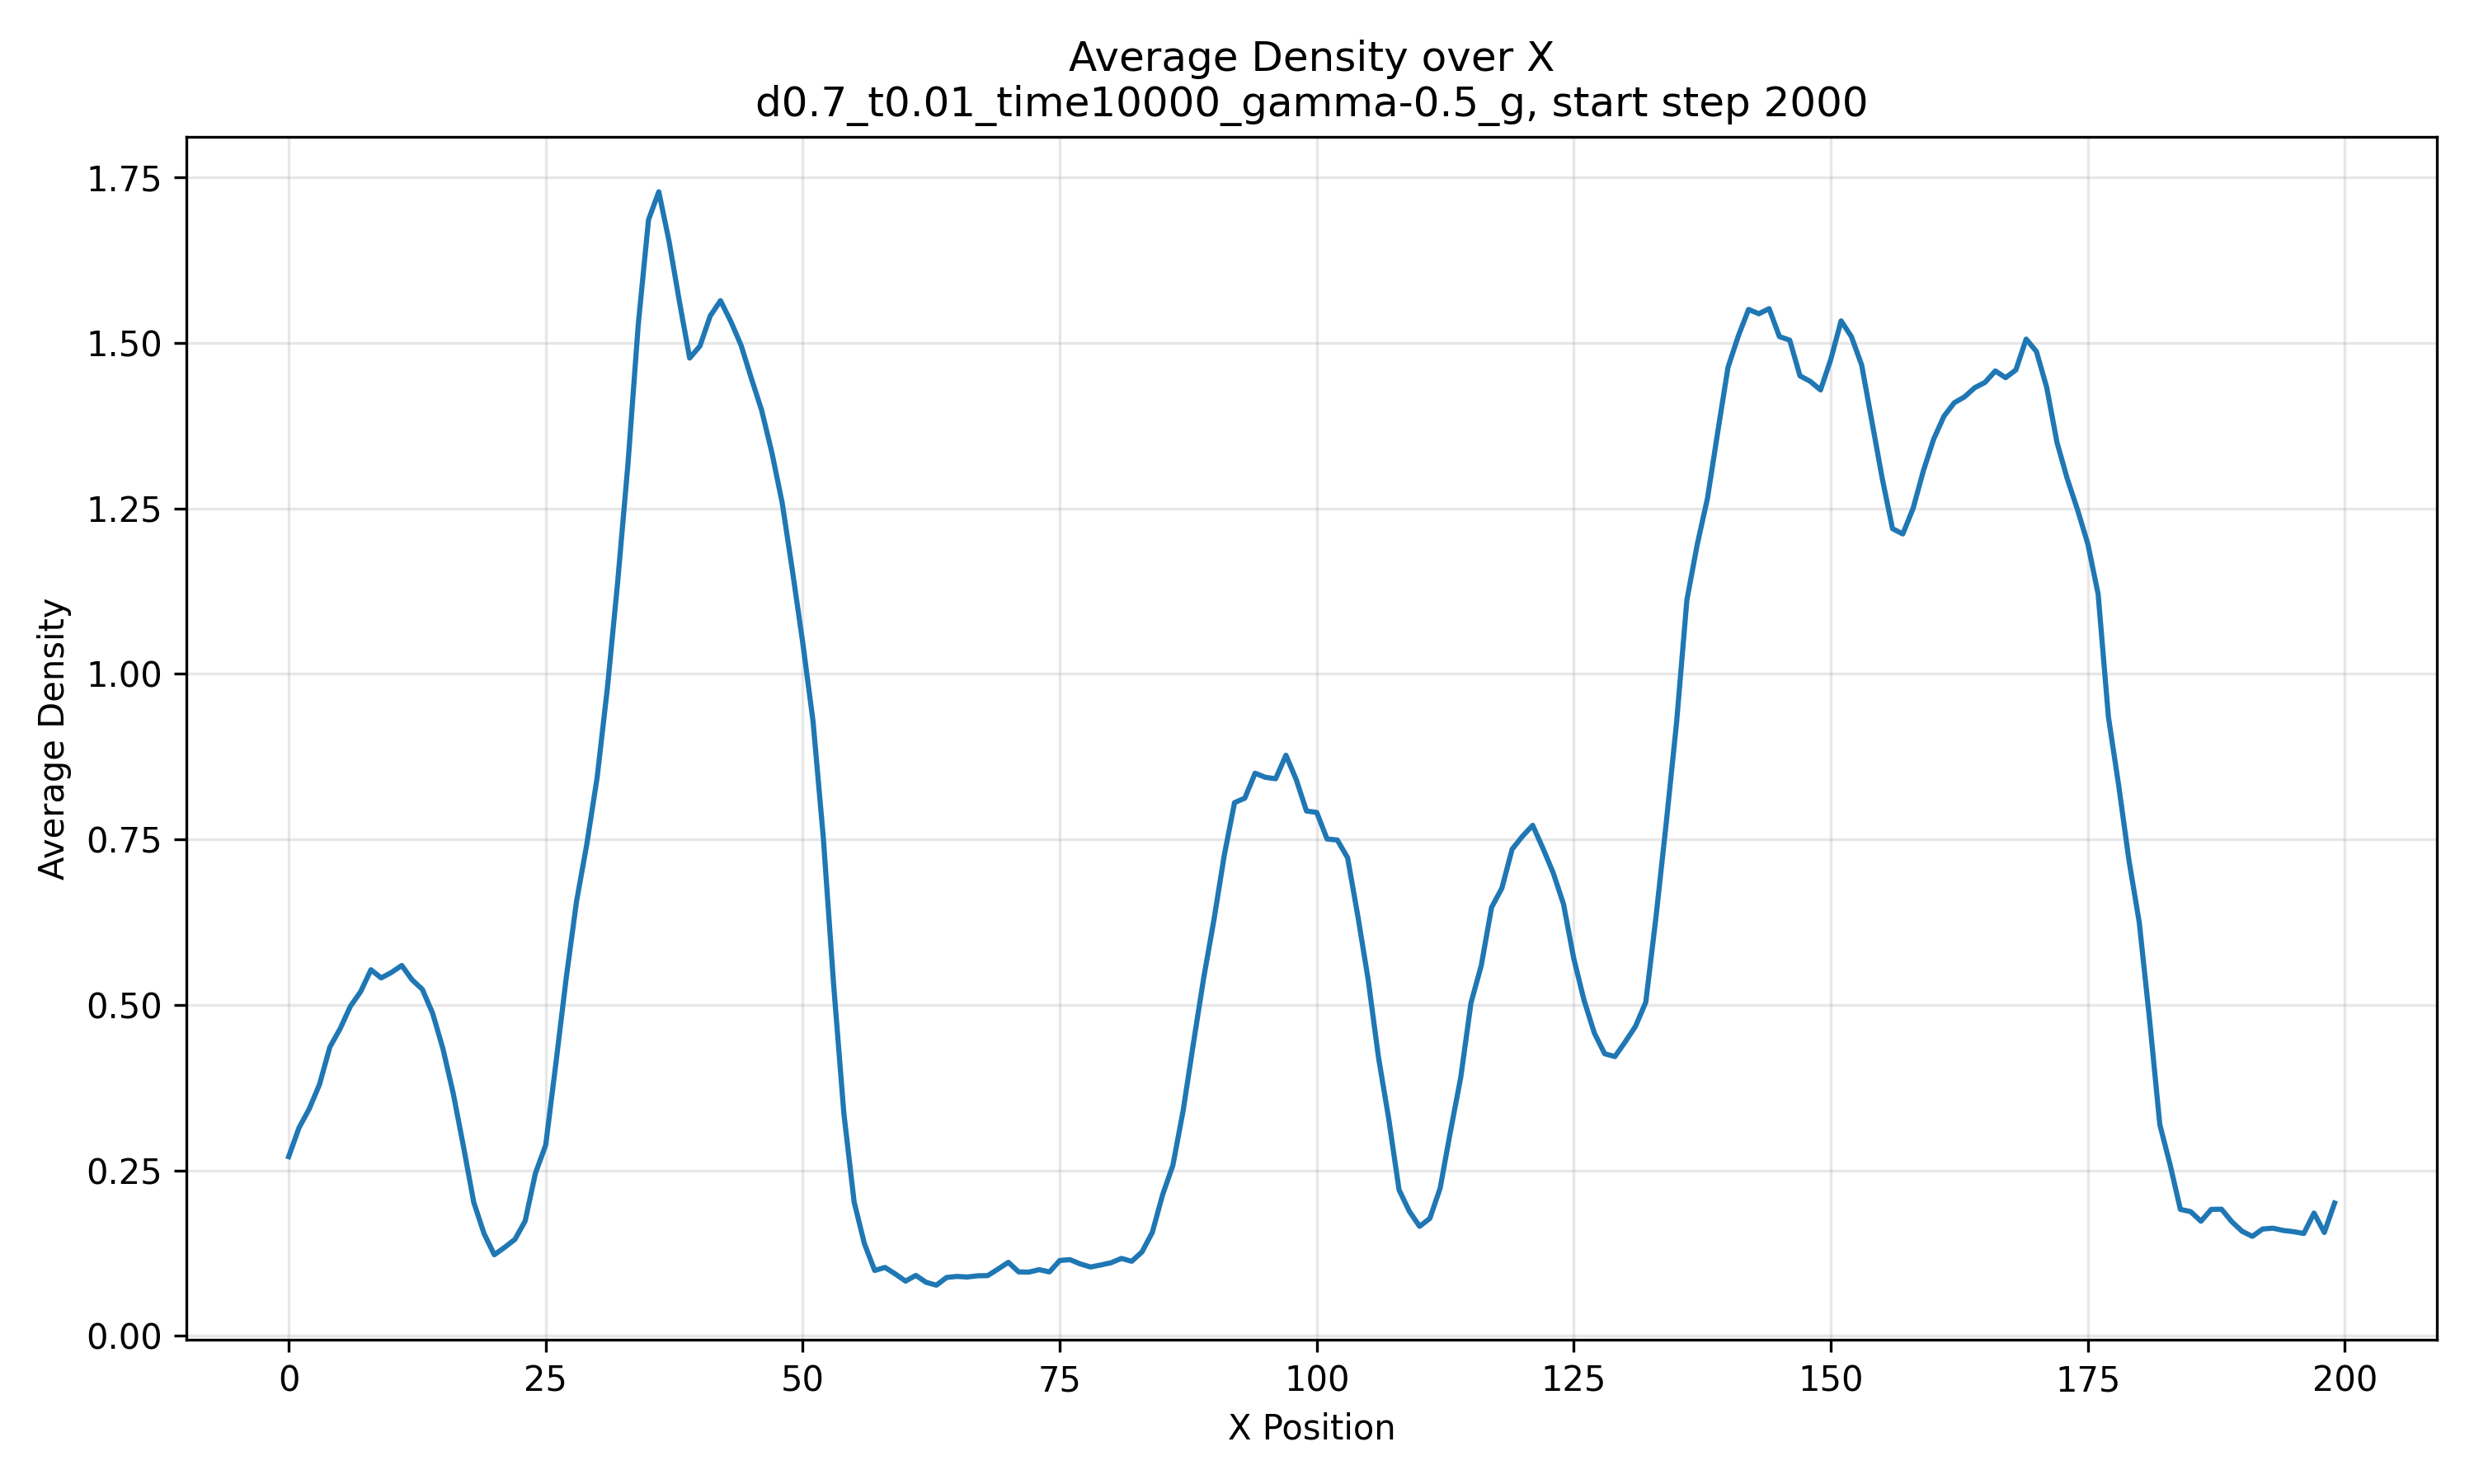 Average Density over X
d0.7_t0.01_time10000_gamma-0.5_g, start step 2000
1.75
1.50
1.25
1.00
0.75
0.50
0.25
0.00
Average Density
0 25 50 75 100 125 150 175 200
X Position